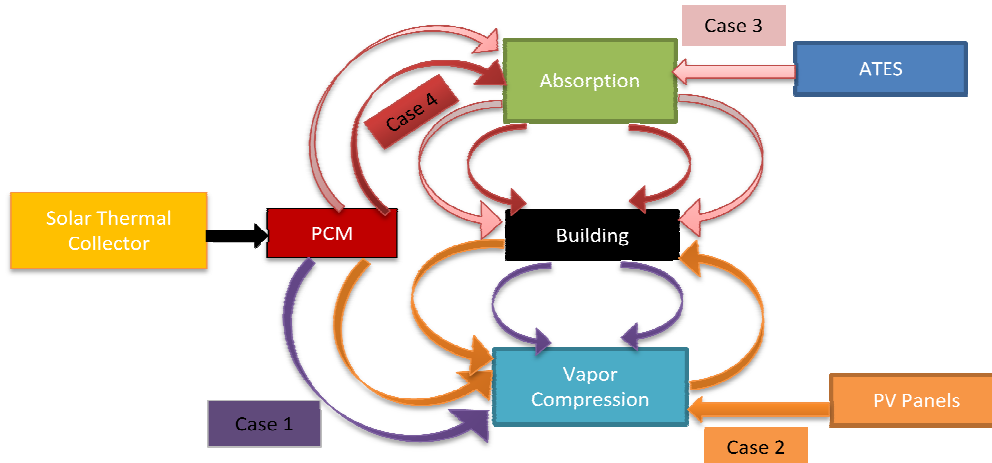 Case 3
Absorption
ATES
Case 4
Solar Thermal
Collector
PCM
Building
Vapor
Compression
PV Panels
Case 1
Case 2